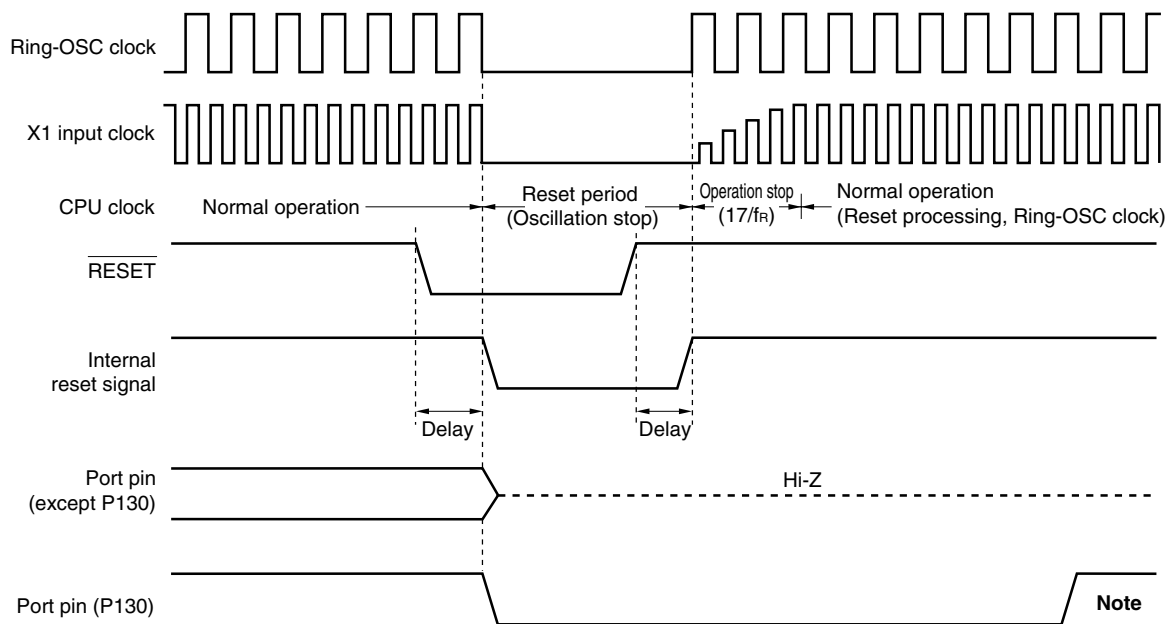 Ring-OSC clock
X1 input clock
CPU clock
Normal operation
Reset period
(Oscillation stop)
Operation stop
(17/fR)
Normal operation
(Reset processing, Ring-OSC clock)
RESET
Internal
reset signal
Delay
Delay
Port pin
(except P130)
Hi-Z
Port pin (P130)
Note